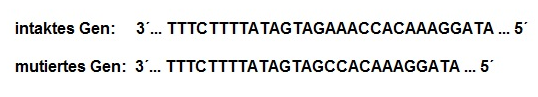 intaktes Gen: 3´... TTTCTTTTATAGTAGAAACCACAAAGGATA ... 5´
mutiertes Gen: 3´... TTTCTTTTATAGTAGCCACAAAGGATA ... 5´